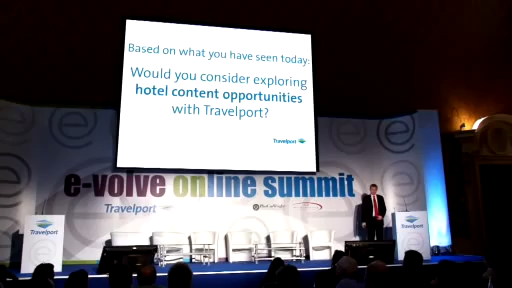 Based on what you have seen today:
Would you consider exploring
hotel content opportunities
with Travelport?
Travelport
e-volve online summit
Travelport
Travelport
Travelport